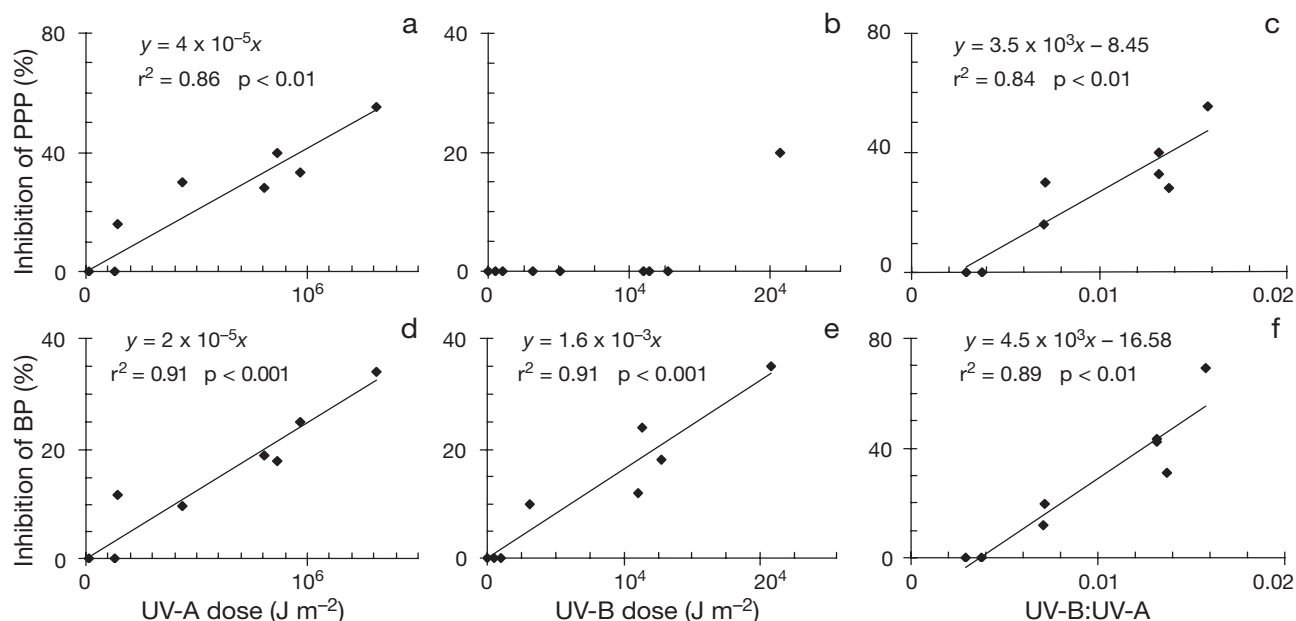 a
b
c
Inhibition of PPP (%)
80
40
0
y = 4 x 10⁻⁵x
r² = 0.86 p < 0.01
0
10⁶
40
20
0
0
10⁴
20⁴
80
40
0
y = 3.5 x 10³x – 8.45
r² = 0.84 p < 0.01
0
0.01
0.02
d
e
f
Inhibition of BP (%)
40
20
0
y = 2 x 10⁻⁵x
r² = 0.91 p < 0.001
0
10⁶
UV-A dose (J m⁻²)
40
20
0
y = 1.6 x 10⁻³x
r² = 0.91 p < 0.001
0
10⁴
20⁴
UV-B dose (J m⁻²)
80
40
0
y = 4.5 x 10³x – 16.58
r² = 0.89 p < 0.01
0
0.01
0.02
UV-B:UV-A